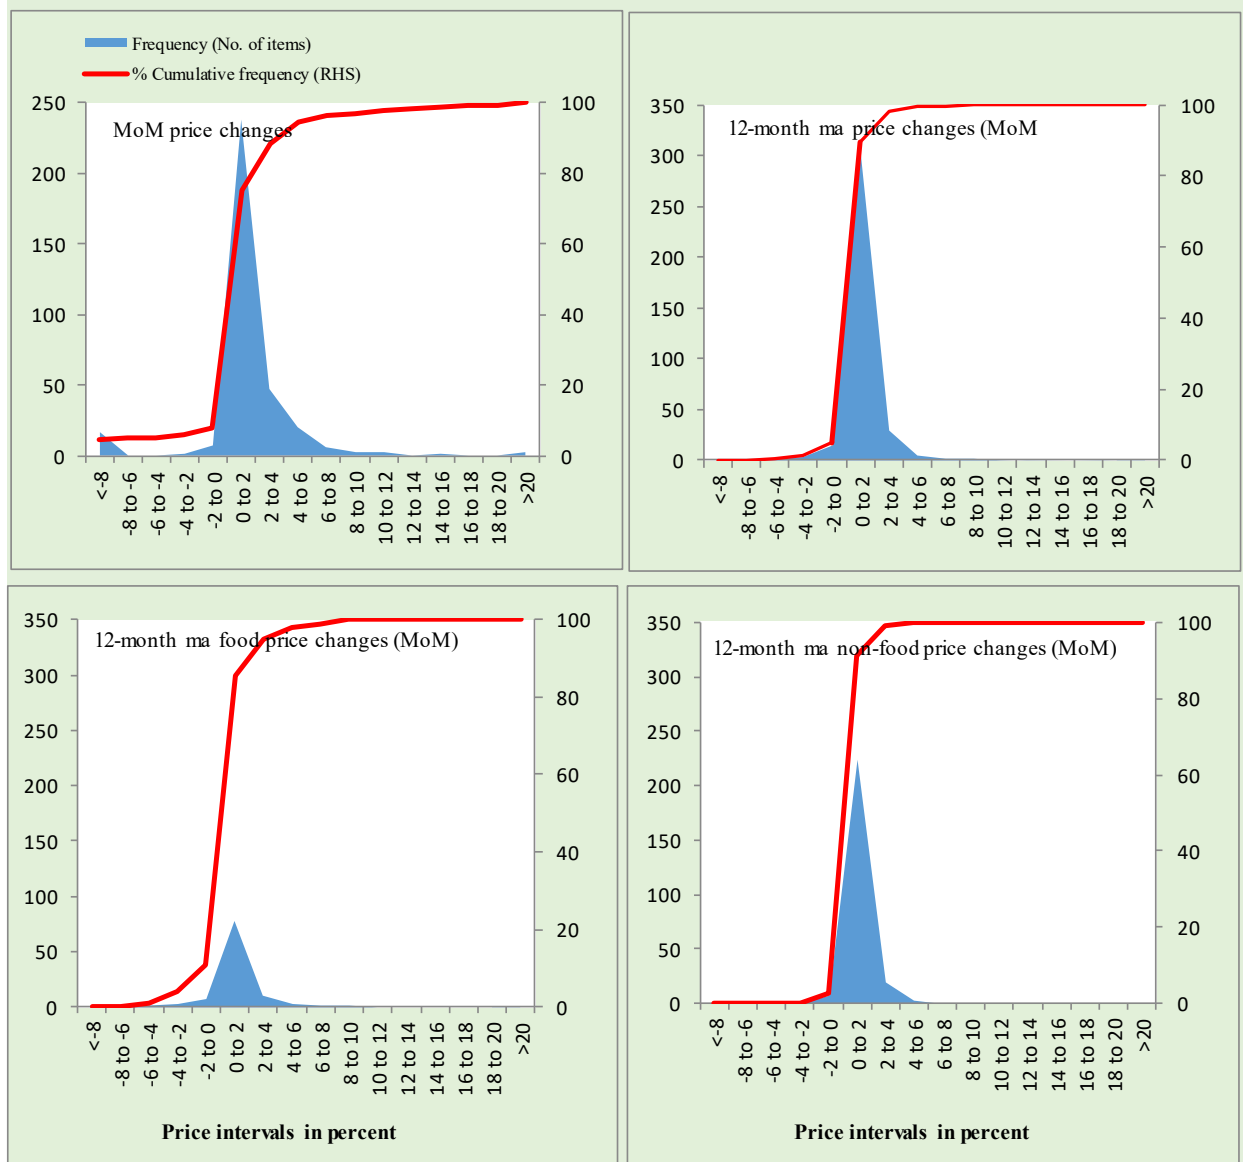 Frequency (No. of items)
% Cumulative frequency (RHS)
MoM price changes
250
200
150
100
50
0
100
80
60
40
20
0
<-8
-8 to -6
-6 to -4
-4 to -2
-2 to 0
0 to 2
2 to 4
4 to 6
6 to 8
8 to 10
10 to 12
12 to 14
14 to 16
16 to 18
18 to 20
>20
12-month ma price changes (MoM
350
300
250
200
150
100
50
0
100
80
60
40
20
0
<-8
-8 to -6
-6 to -4
-4 to -2
-2 to 0
0 to 2
2 to 4
4 to 6
6 to 8
8 to 10
10 to 12
12 to 14
14 to 16
16 to 18
18 to 20
>20
12-month ma food price changes (MoM)
350
300
250
200
150
100
50
0
100
80
60
40
20
0
<-8
-8 to -6
-6 to -4
-4 to -2
-2 to 0
0 to 2
2 to 4
4 to 6
6 to 8
8 to 10
10 to 12
12 to 14
14 to 16
16 to 18
18 to 20
>20
Price intervals in percent
12-month ma non-food price changes (MoM)
350
300
250
200
150
100
50
0
100
80
60
40
20
0
<-8
-8 to -6
-6 to -4
-4 to -2
-2 to 0
0 to 2
2 to 4
4 to 6
6 to 8
8 to 10
10 to 12
12 to 14
14 to 16
16 to 18
18 to 20
>20
Price intervals in percent